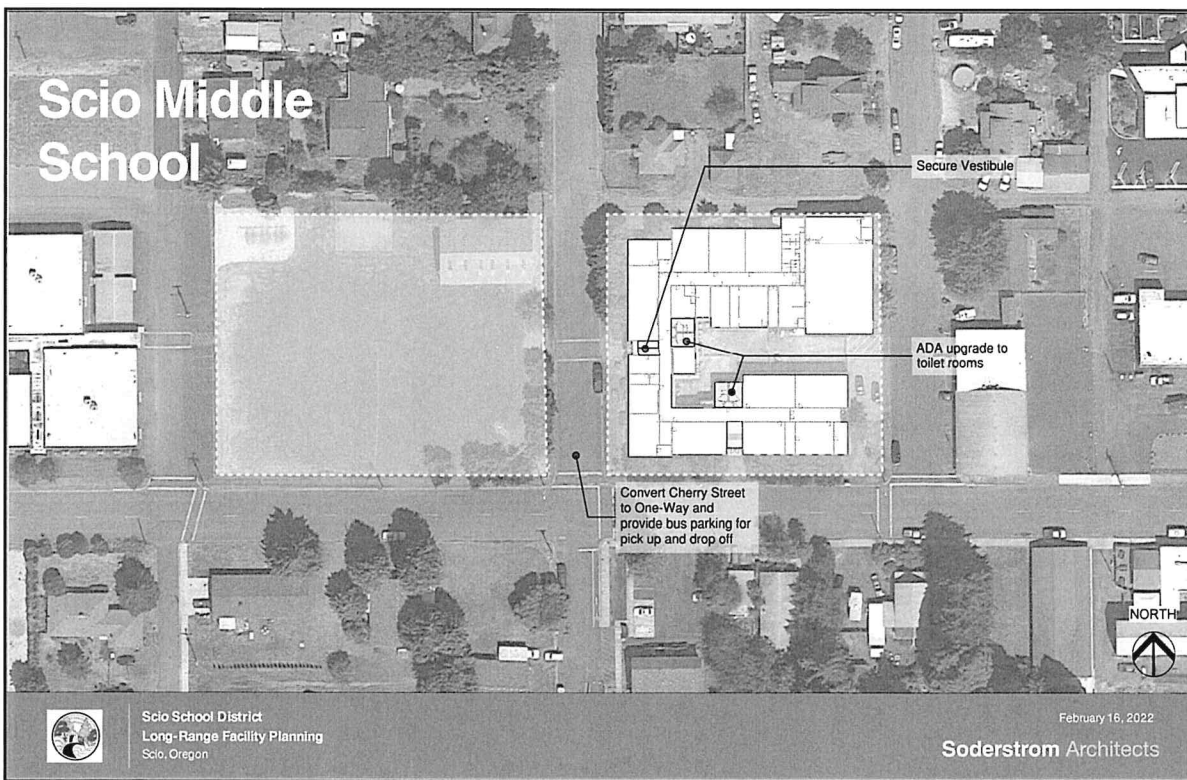 Scio Middle
School
Secure Vestibule
ADA upgrade to
toilet rooms
Convert Cherry Street
to One-Way and
provide bus parking for
pick up and drop off
NORTH
Scio School District
Long-Range Facility Planning
Scio, Oregon
February 16, 2022
Soderstrom Architects